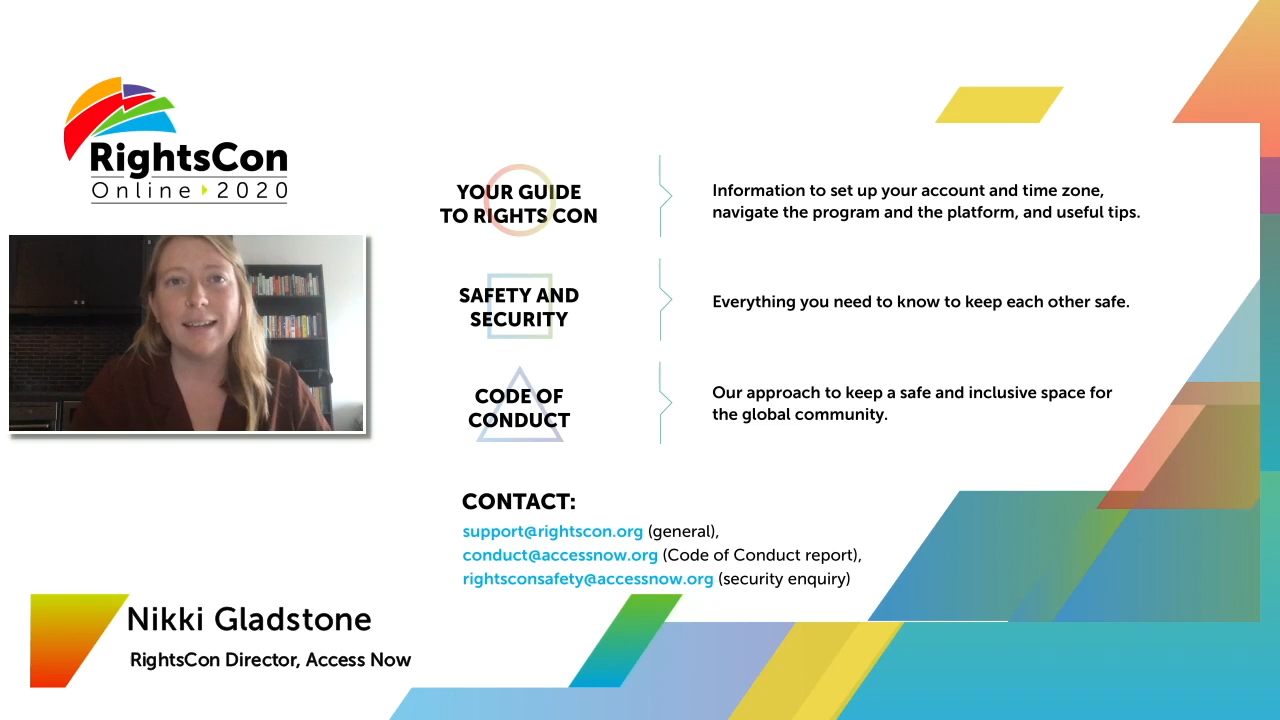 RightsCon
Online 2020
YOUR GUIDE
TO RIGHTS CON
Information to set up your account and time zone,
navigate the program and the platform, and useful tips.
SAFETY AND
SECURITY
Everything you need to know to keep each other safe.
CODE OF
CONDUCT
Our approach to keep a safe and inclusive space for
the global community.
CONTACT:
support@rightscon.org (general),
conduct@accessnow.org (Code of Conduct report),
rightsconsafety@accessnow.org (security enquiry)
Nikki Gladstone
RightsCon Director, Access Now